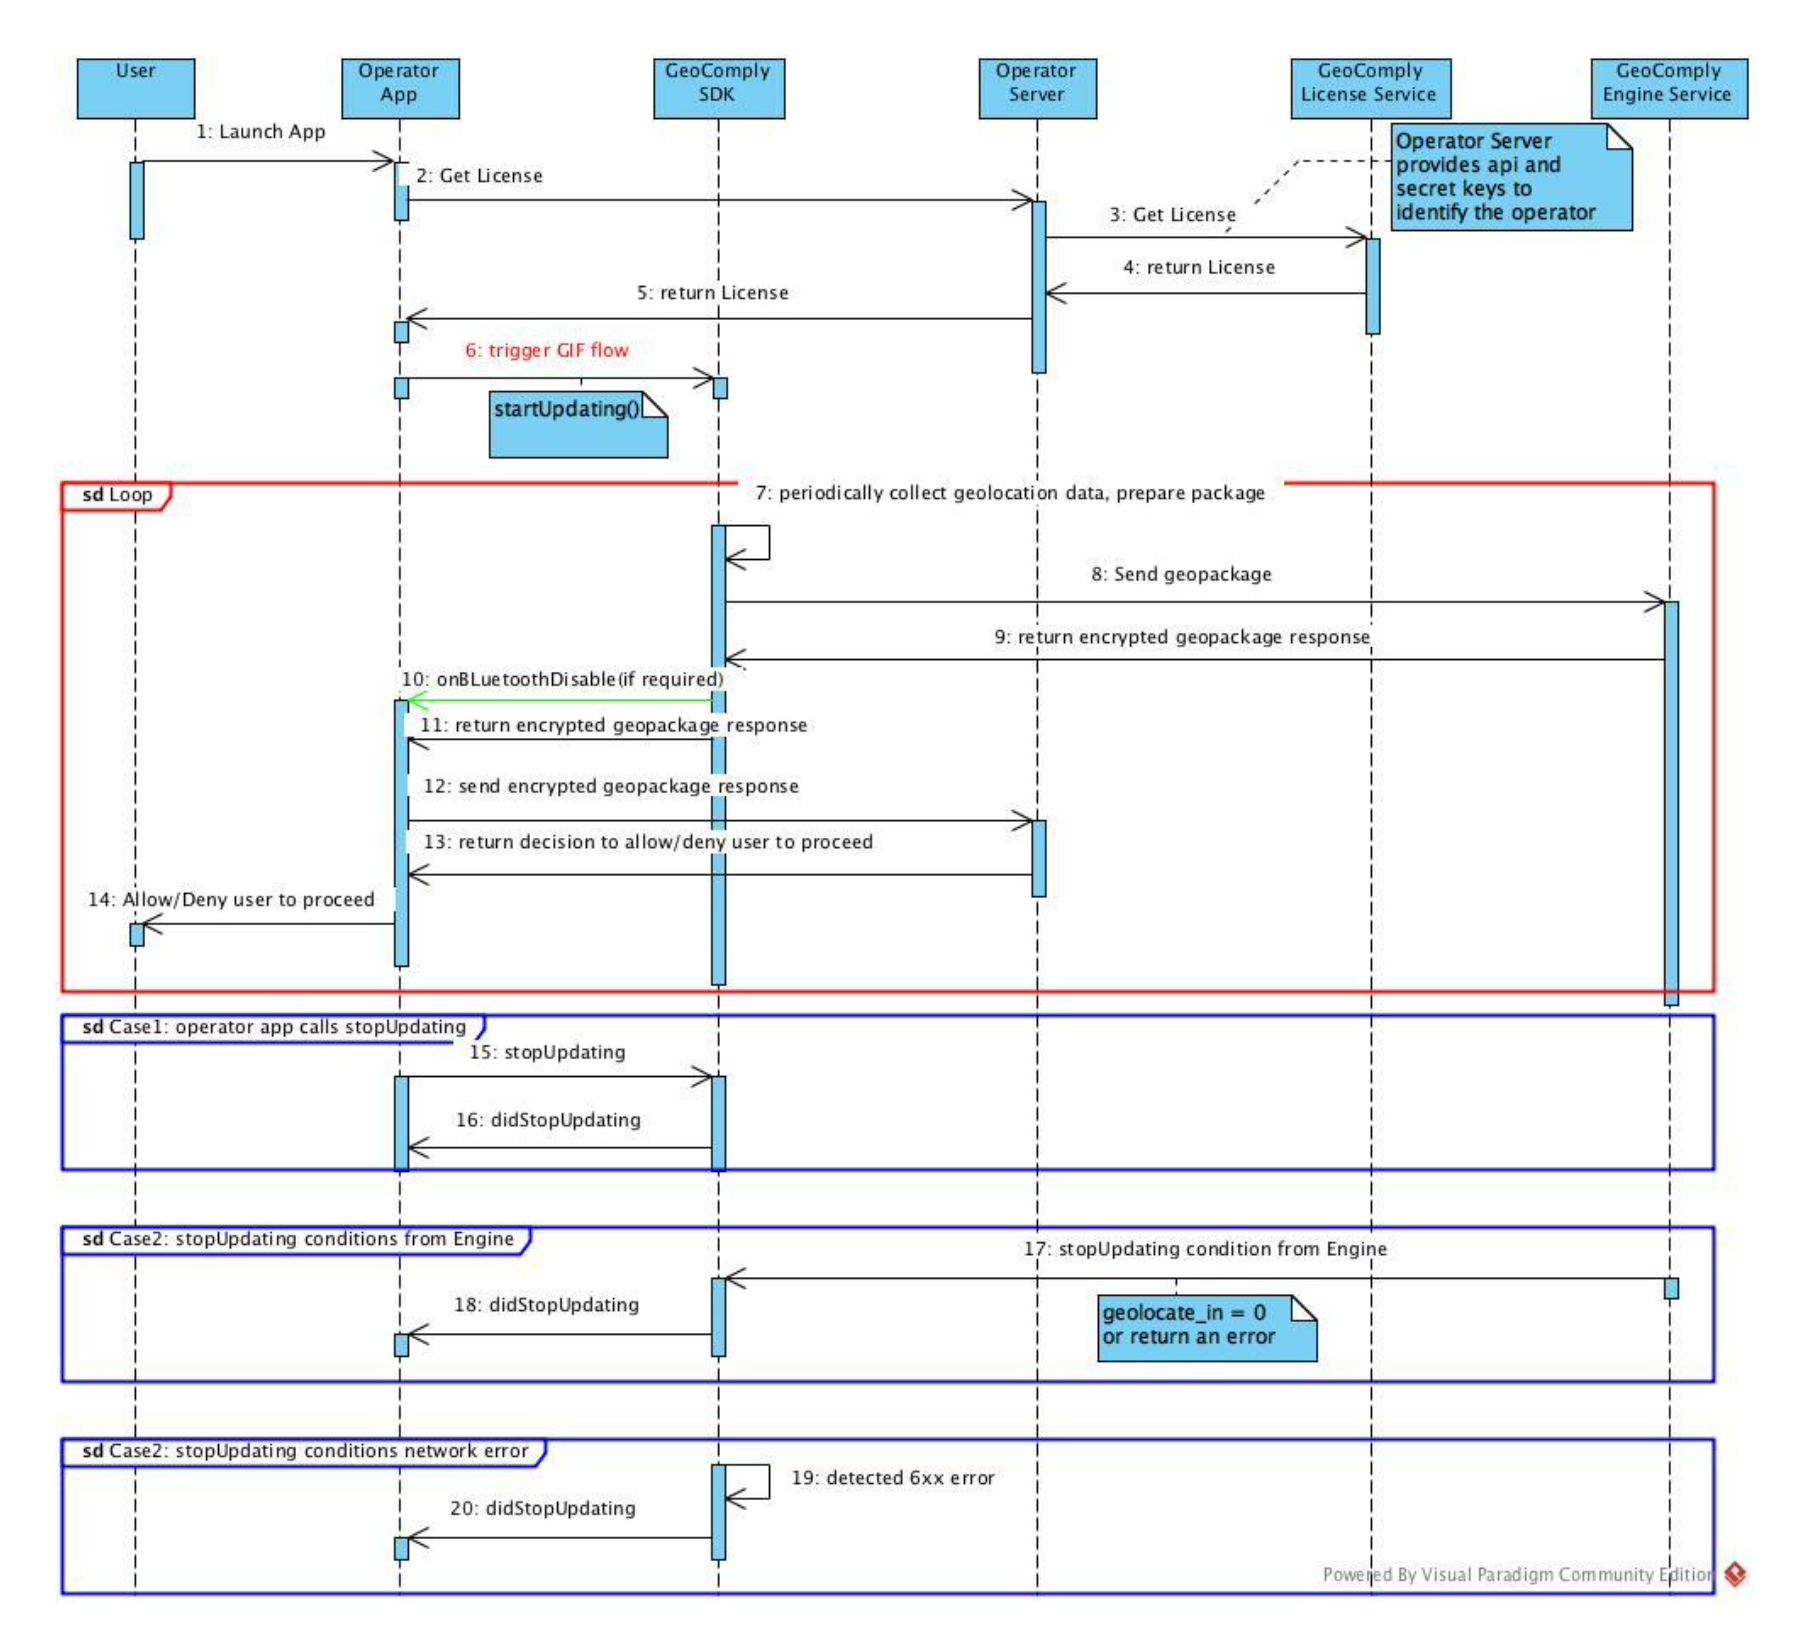 User
Operator
App
GeoComply
SDK
Operator
Server
GeoComply
License Service
GeoComply
Engine Service
1: Launch App
Operator Server
provides api and
secret keys to
identify the operator
2: Get License
3: Get License
4: return License
5: return License
6: trigger GIF flow
startUpdating()
sd Loop
7: periodically collect geolocation data, prepare package
8: Send geopackage
9: return encrypted geopackage response
10: onBLuetoothDisable(if required)
11: return encrypted geopackage response
12: send encrypted geopackage response
13: return decision to allow/deny user to proceed
14: Allow/Deny user to proceed
sd Case1: operator app calls stopUpdating
15: stopUpdating
16: didStopUpdating
sd Case2: stopUpdating conditions from Engine
17: stopUpdating condition from Engine
18: didStopUpdating
geolocate_in = 0
or return an error
sd Case2: stopUpdating conditions network error
19: detected 6xx error
20: didStopUpdating
Powered By Visual Paradigm Community Edition